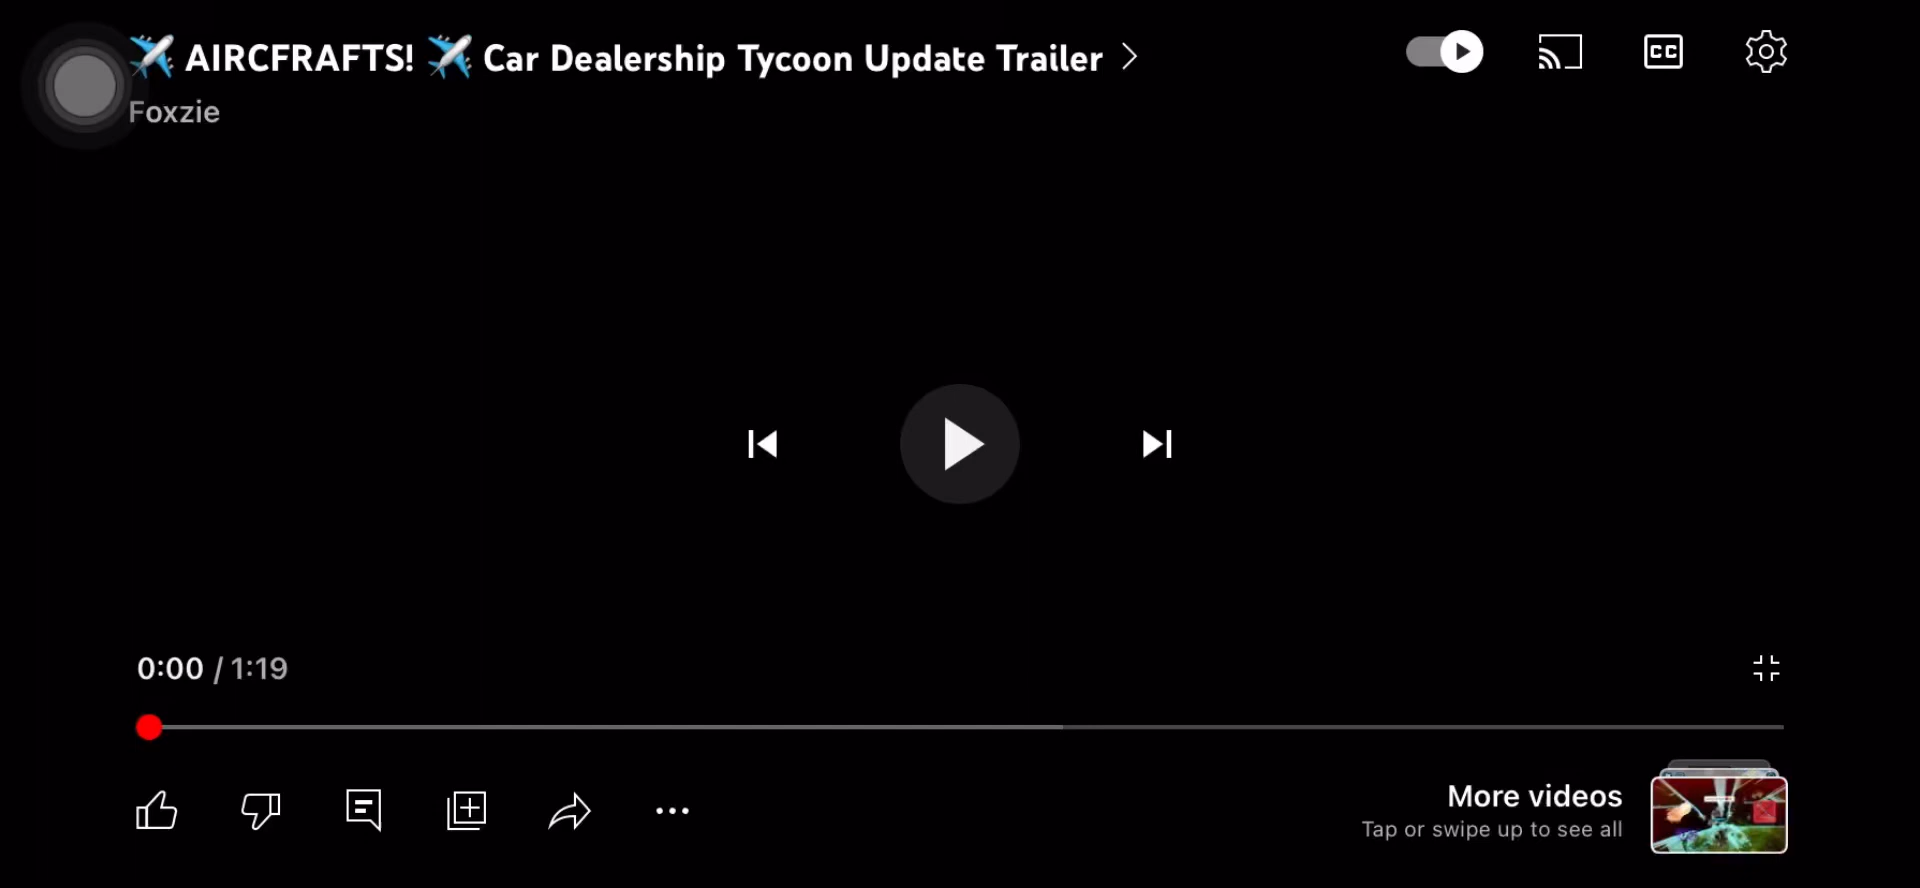 ✈️ AIRCFRAFTS! ✈️ Car Dealership Tycoon Update Trailer
Foxzie
CC
0:00 / 1:19
More videos
Tap or swipe up to see all